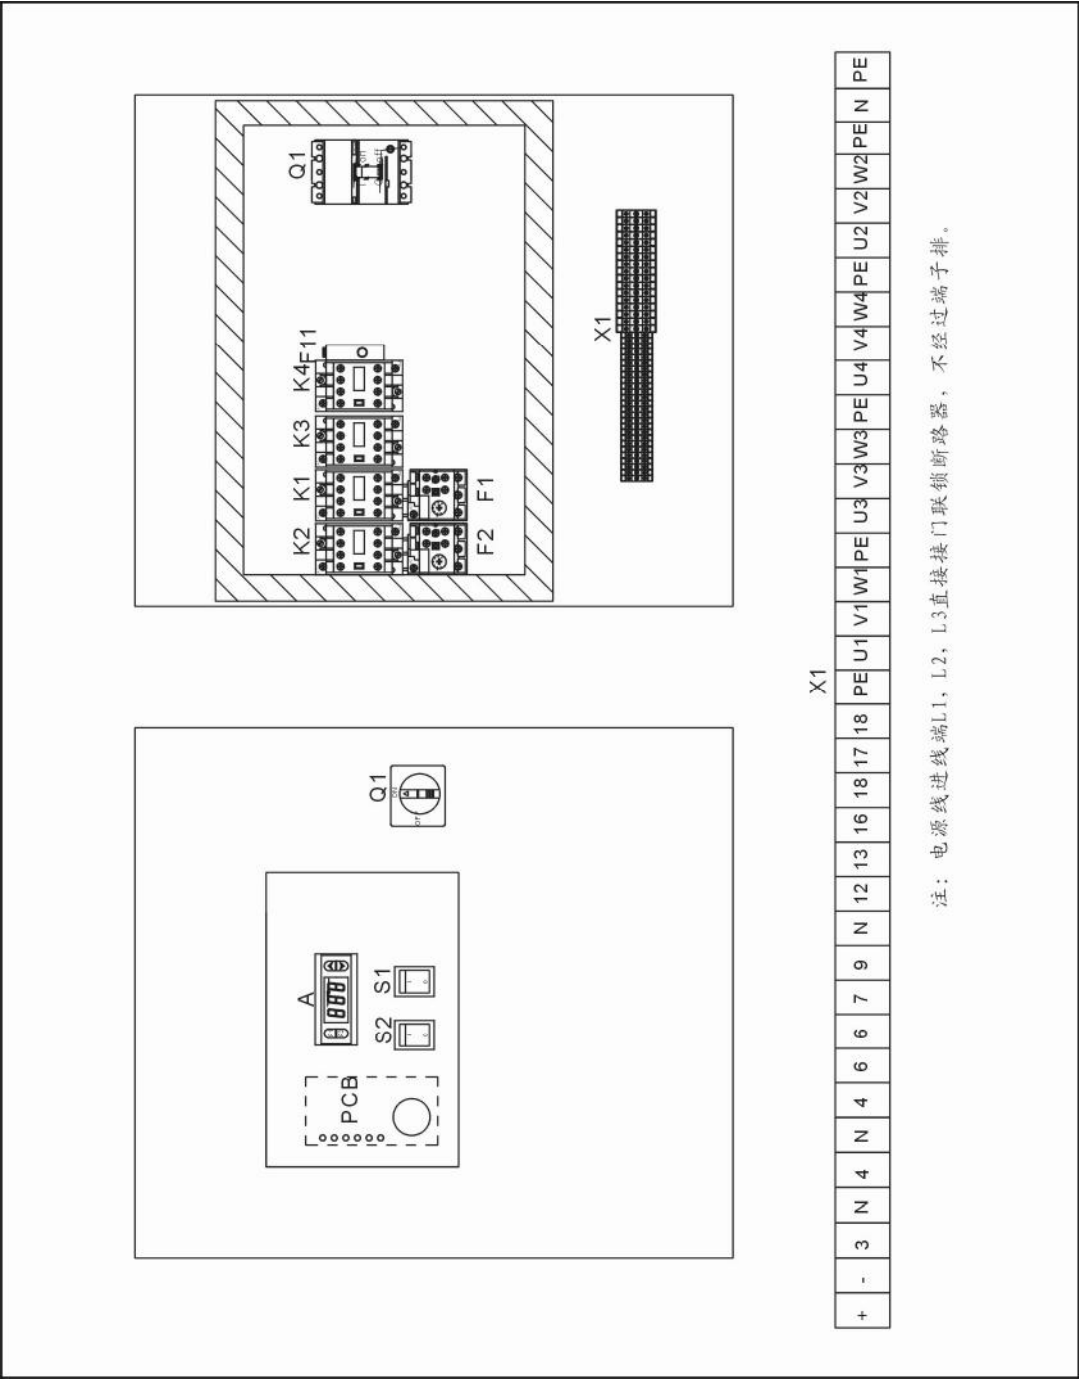 A
888
PCB
S2 S1
Q1
ON
OFF
K2 K1 K3 K4 F11 Q1
F2 F1
X1
X1
+ - 3 N 4 N 4 6 6 7 9 N 12 13 16 18 17 18 PE U1 V1 W1 PE U3 V3 W3 PE U4 V4 W4 PE U2 V2 W2 PE N PE
注：电源线进线端L1, L2, L3直接接门联锁断路器，不经过端子排。